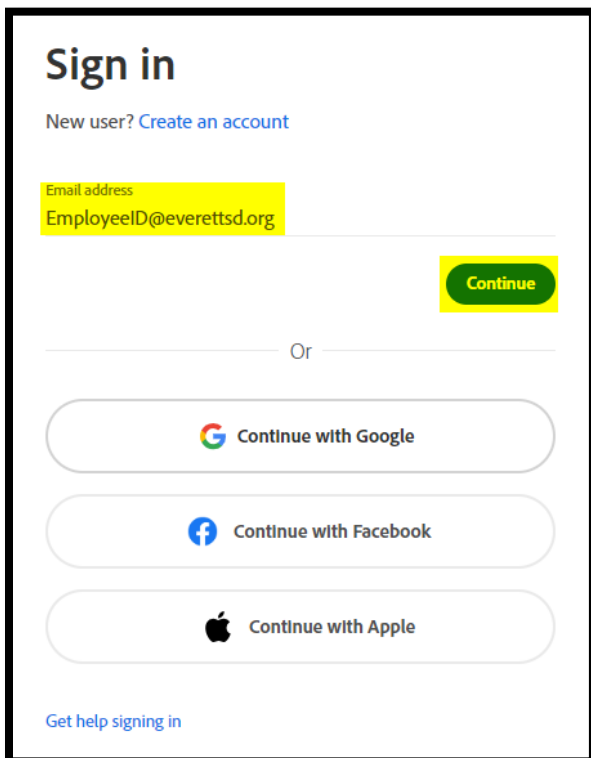 Sign in
New user? Create an account
Email address
EmployeeID@everettsd.org
Continue
Or
Continue with Google
Continue with Facebook
Continue with Apple
Get help signing in